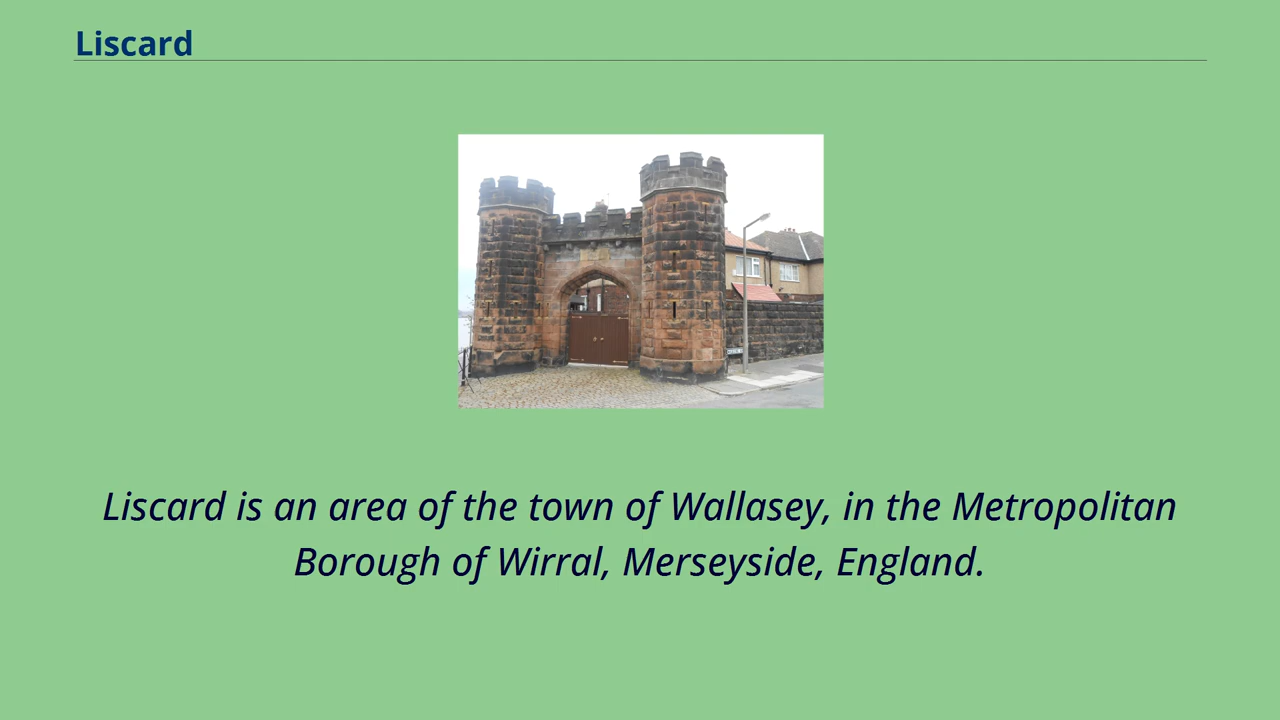 Liscard
Liscard is an area of the town of Wallasey, in the Metropolitan
Borough of Wirral, Merseyside, England.